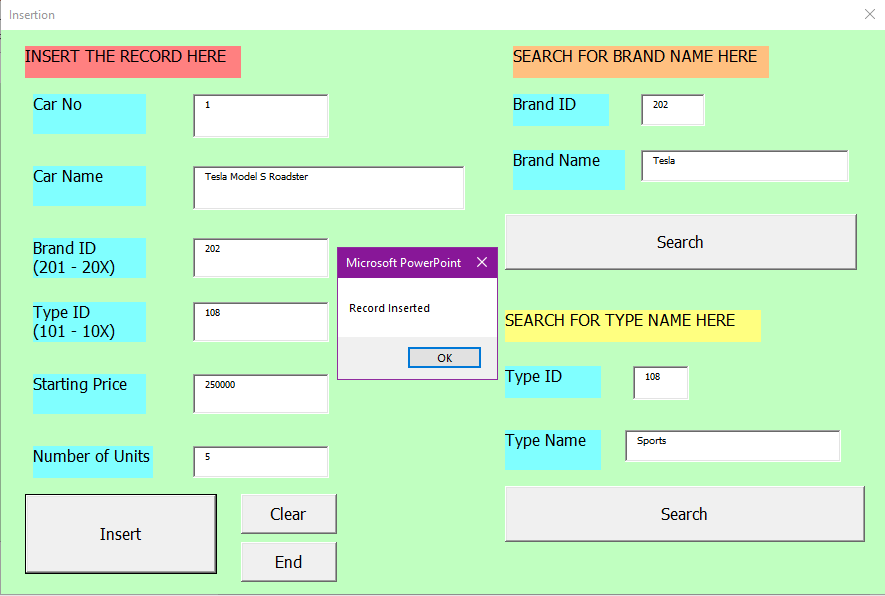 Insertion
INSERT THE RECORD HERE
Car No
1
Car Name
Tesla Model S Roadster
Brand ID
(201 - 20X)
202
Type ID
(101 - 10X)
108
Starting Price
250000
Number of Units
5
Insert
Clear
End
Microsoft PowerPoint
Record Inserted
OK
SEARCH FOR BRAND NAME HERE
Brand ID
202
Brand Name
Tesla
Search
SEARCH FOR TYPE NAME HERE
Type ID
108
Type Name
Sports
Search